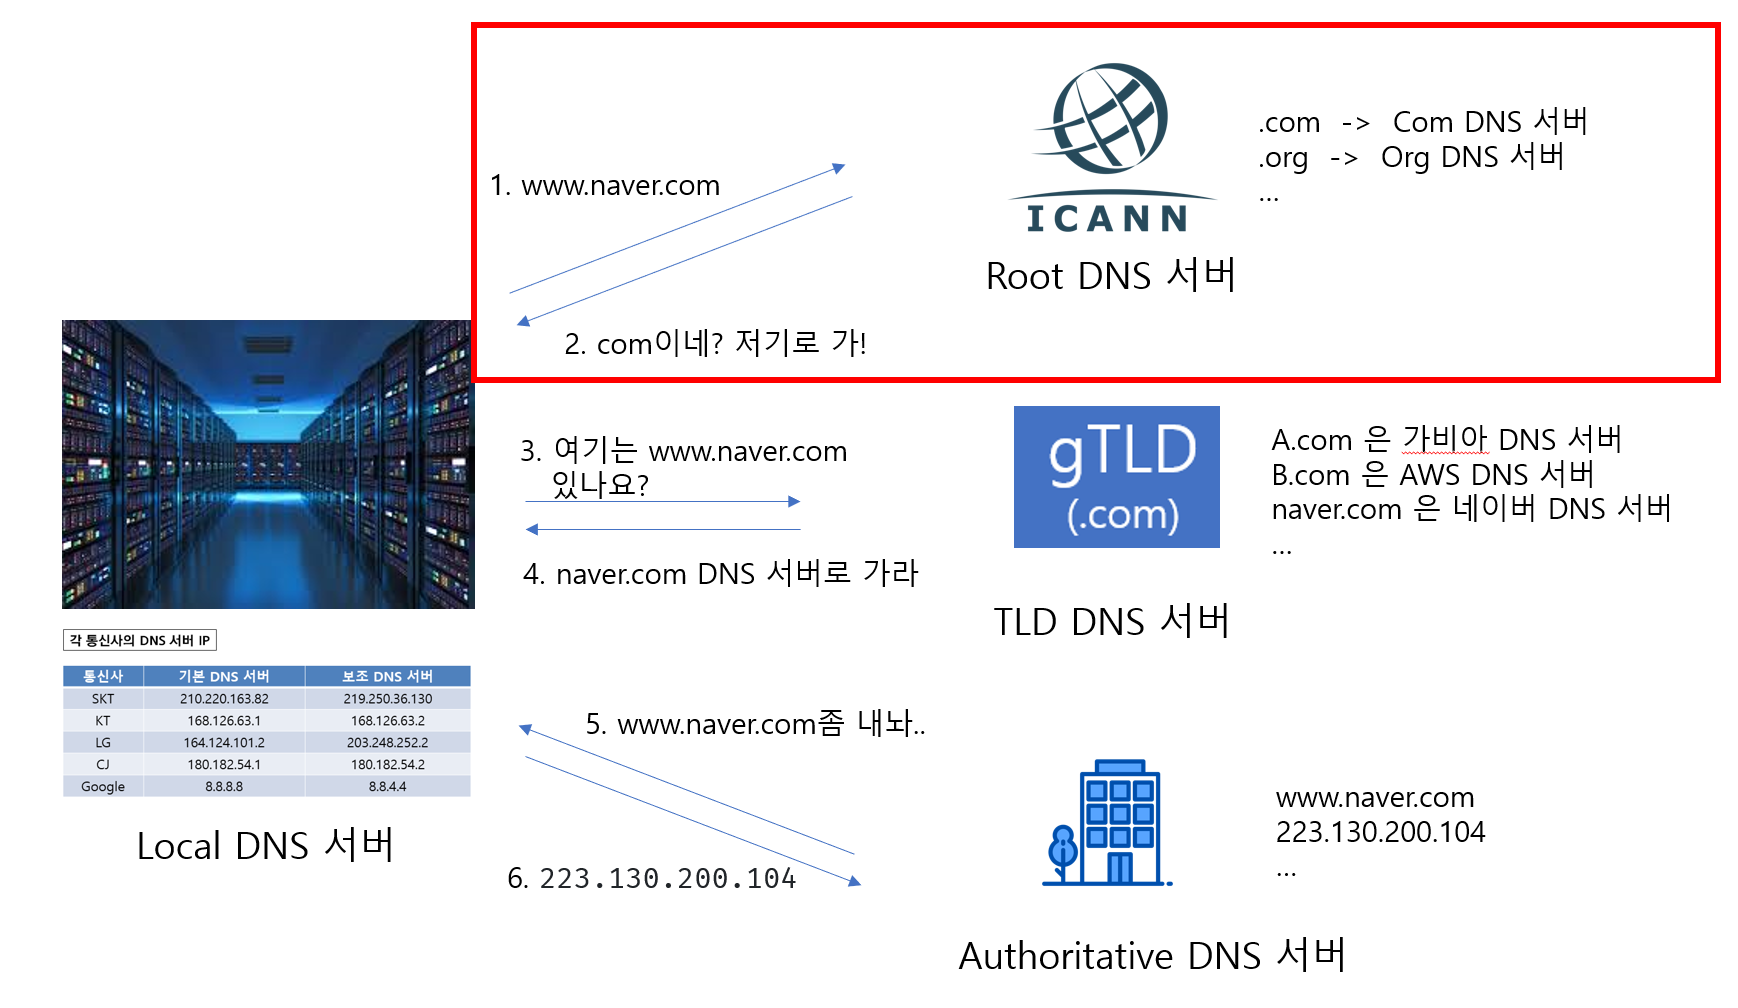 1. www.naver.com
2. com이네? 저기로 가!
ICANN
Root DNS 서버
.com -> Com DNS 서버
.org -> Org DNS 서버
...
3. 여기는 www.naver.com
있나요?
4. naver.com DNS 서버로 가라
gTLD
(.com)
TLD DNS 서버
A.com 은 가비아 DNS 서버
B.com 은 AWS DNS 서버
naver.com 은 네이버 DNS 서버
...
각 통신사의 DNS 서버 IP
통신사 기본 DNS 서버 보조 DNS 서버
SKT 210.220.163.82 219.250.36.130
KT 168.126.63.1 168.126.63.2
LG 164.124.101.2 203.248.252.2
CJ 180.182.54.1 180.182.54.2
Google 8.8.8.8 8.8.4.4
Local DNS 서버
5. www.naver.com좀 내놔..
6. 223.130.200.104
www.naver.com
223.130.200.104
...
Authoritative DNS 서버